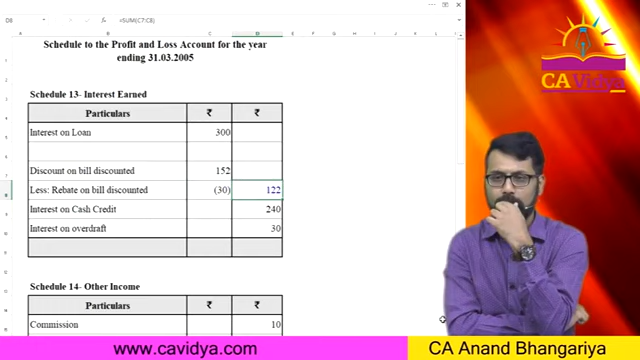 D8 fx =SUM(C7:C8)
Schedule to the Profit and Loss Account for the year
ending 31.03.2005
Schedule 13- Interest Earned
Particulars ₹ ₹
Interest on Loan 300
Discount on bill discounted 152
Less: Rebate on bill discounted (30) 122
Interest on Cash Credit 240
Interest on overdraft 30
Schedule 14- Other Income
Particulars ₹ ₹
Commission 10
CA Vidya
www.cavidya.com
CA Anand Bhangariya